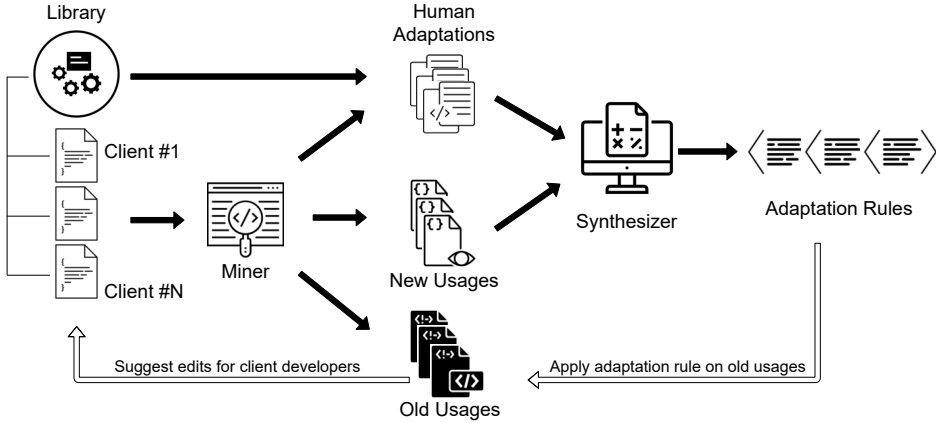 Library
Human
Adaptations
Client #1
Synthesizer
Adaptation Rules
Miner
New Usages
Client #N
Suggest edits for client developers
Apply adaptation rule on old usages
Old Usages